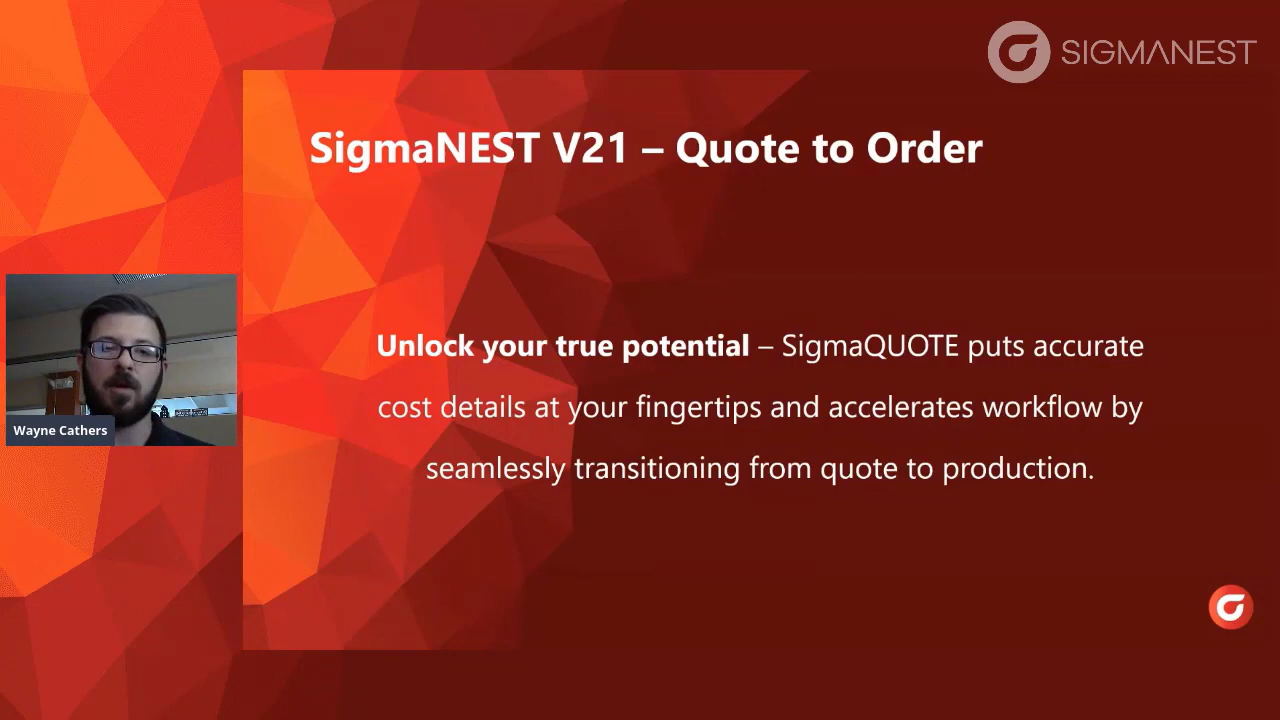 SIGMANEST
SigmaNEST V21 – Quote to Order
Unlock your true potential – SigmaQUOTE puts accurate
cost details at your fingertips and accelerates workflow by
seamlessly transitioning from quote to production.
Wayne Cathers